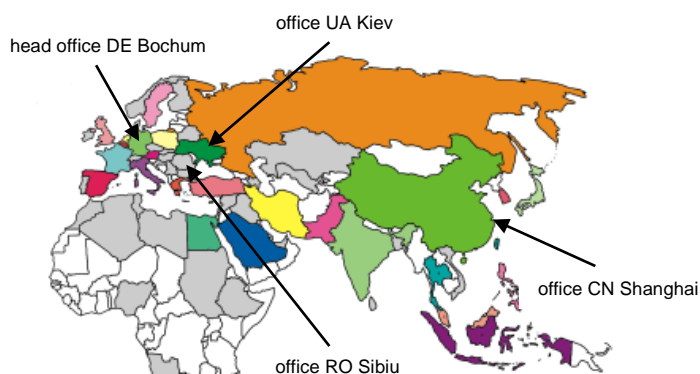 office UA Kiev
head office DE Bochum
office CN Shanghai
office RO Sibiu